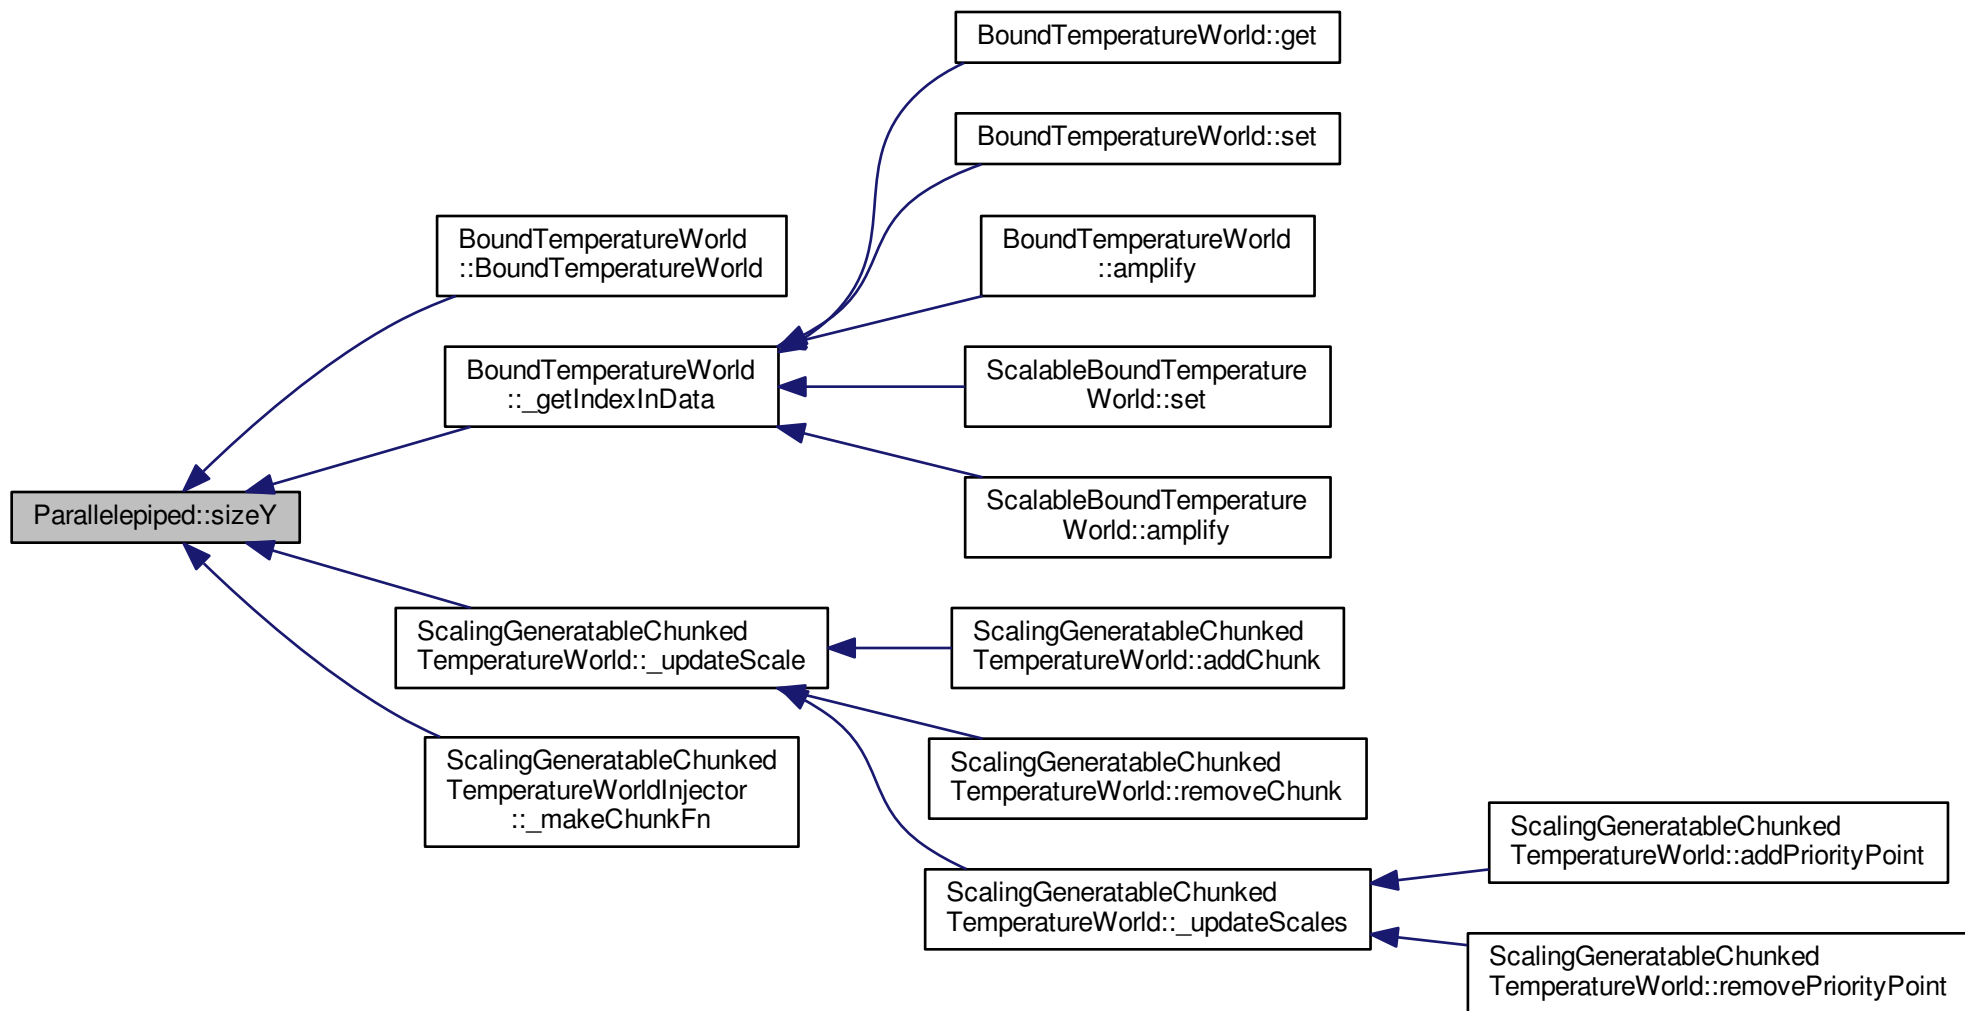 BoundTemperatureWorld::get
BoundTemperatureWorld::set
BoundTemperatureWorld
::BoundTemperatureWorld
BoundTemperatureWorld
::amplify
BoundTemperatureWorld
::_getIndexInData
ScalableBoundTemperature
World::set
Parallelepiped::sizeY
ScalableBoundTemperature
World::amplify
ScalingGeneratableChunked
TemperatureWorld::_updateScale
ScalingGeneratableChunked
TemperatureWorld::addChunk
ScalingGeneratableChunked
TemperatureWorldInjector
::_makeChunkFn
ScalingGeneratableChunked
TemperatureWorld::removeChunk
ScalingGeneratableChunked
TemperatureWorld::_updateScales
ScalingGeneratableChunked
TemperatureWorld::addPriorityPoint
ScalingGeneratableChunked
TemperatureWorld::removePriorityPoint